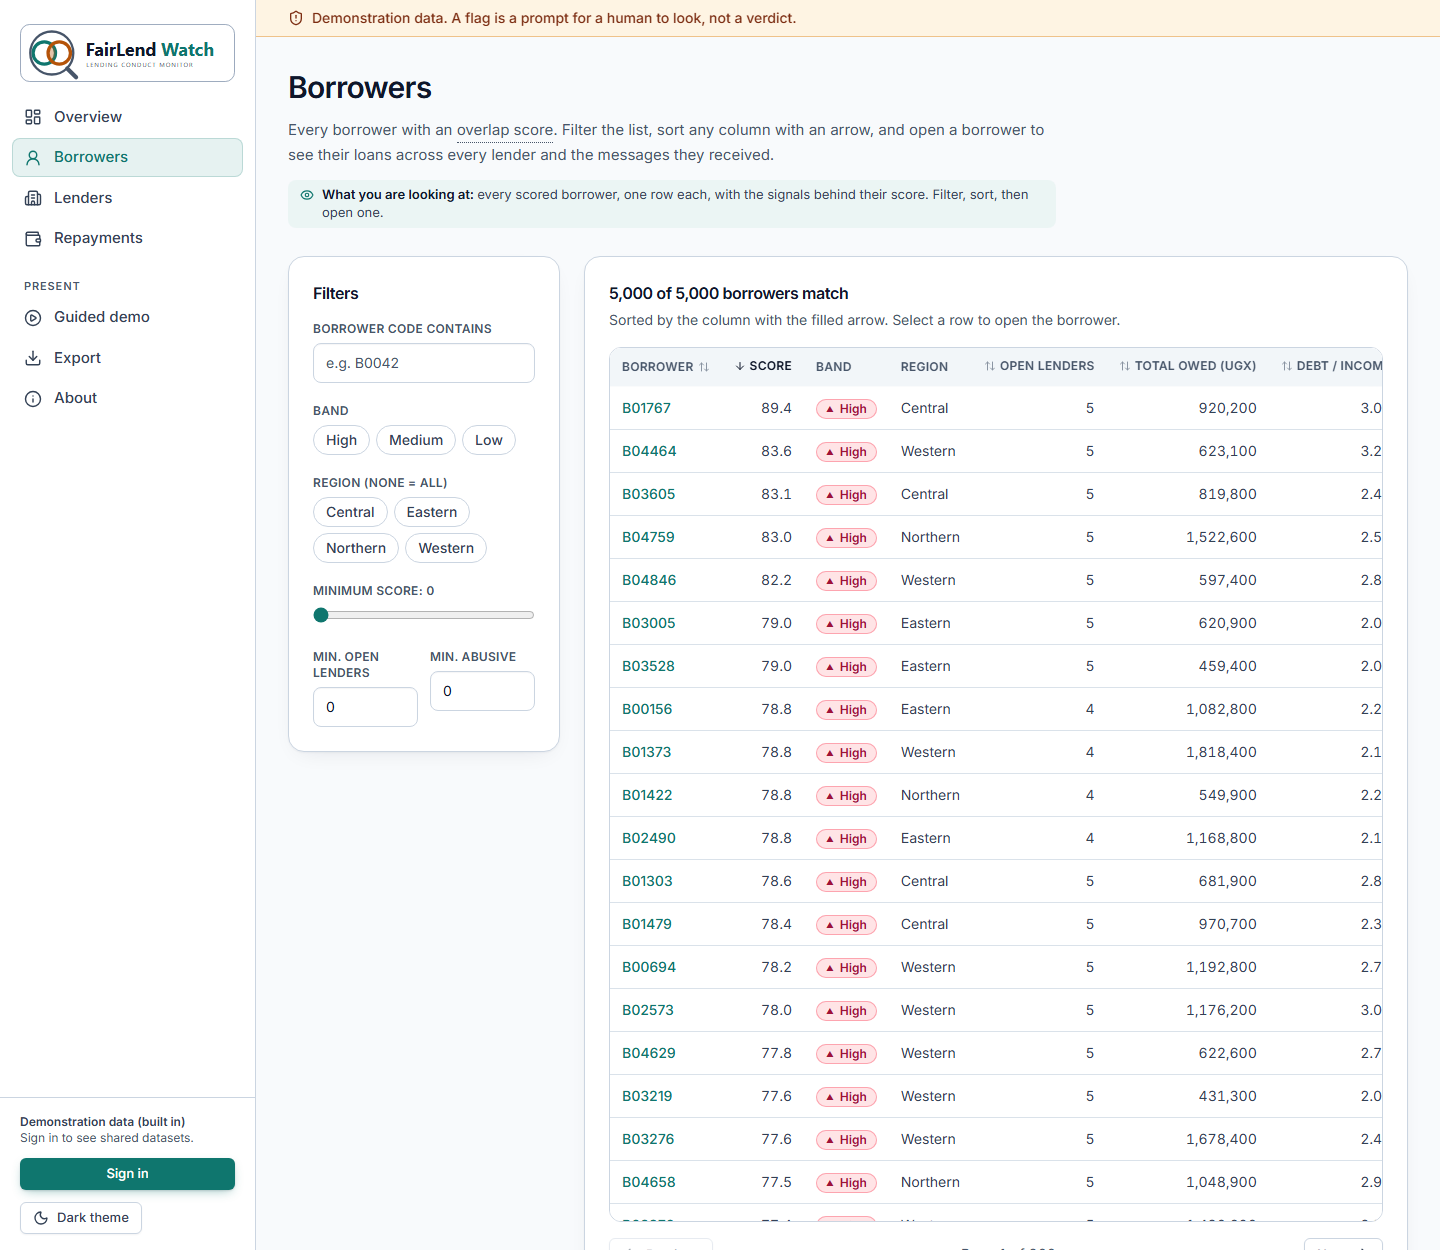 Demonstration data. A flag is a prompt for a human to look, not a verdict.
FairLend Watch
LENDING CONDUCT MONITOR
Overview
Borrowers
Lenders
Repayments
PRESENT
Guided demo
Export
About
Demonstration data (built in)
Sign in to see shared datasets.
Sign in
Dark theme
Borrowers
Every borrower with an overlap score. Filter the list, sort any column with an arrow, and open a borrower to
see their loans across every lender and the messages they received.
What you are looking at: every scored borrower, one row each, with the signals behind their score. Filter, sort, then
open one.
Filters
BORROWER CODE CONTAINS
e.g. B0042
BAND
High Medium Low
REGION (NONE = ALL)
Central Eastern
Northern Western
MINIMUM SCORE: 0
MIN. OPEN LENDERS
0
MIN. ABUSIVE
0
5,000 of 5,000 borrowers match
Sorted by the column with the filled arrow. Select a row to open the borrower.
BORROWER SCORE BAND REGION OPEN LENDERS TOTAL OWED (UGX) DEBT / INCOM
B01767 89.4 High Central 5 920,200 3.0
B04464 83.6 High Western 5 623,100 3.2
B03605 83.1 High Central 5 819,800 2.4
B04759 83.0 High Northern 5 1,522,600 2.5
B04846 82.2 High Western 5 597,400 2.8
B03005 79.0 High Eastern 5 620,900 2.0
B03528 79.0 High Eastern 5 459,400 2.0
B00156 78.8 High Eastern 4 1,082,800 2.2
B01373 78.8 High Western 4 1,818,400 2.1
B01422 78.8 High Northern 4 549,900 2.2
B02490 78.8 High Eastern 4 1,168,800 2.1
B01303 78.6 High Central 5 681,900 2.8
B01479 78.4 High Central 5 970,700 2.3
B00694 78.2 High Western 5 1,192,800 2.7
B02573 78.0 High Western 5 1,176,200 3.0
B04629 77.8 High Western 5 622,600 2.7
B03219 77.6 High Western 5 431,300 2.0
B03276 77.6 High Western 5 1,678,400 2.4
B04658 77.5 High Northern 5 1,048,900 2.9